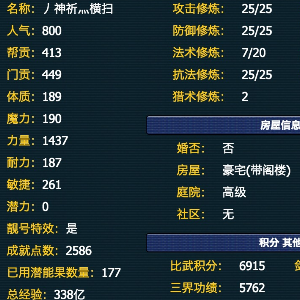 名称：丿神祈灬横扫
人气：800
帮贡：413
门贡：449
体质：189
魔力：190
力量：1437
耐力：187
敏捷：261
潜力：0
靓号特效：是
成就点数：2586
已用潜能果数量：177
总经验：338亿
攻击修炼：25/25
防御修炼：25/25
法术修炼：7/20
抗法修炼：25/25
猎术修炼：2
房屋信息
婚否：否
房屋：豪宅(带阁楼)
庭院：高级
社区：无
积分 其他
比武积分：6915
三界功绩：5762